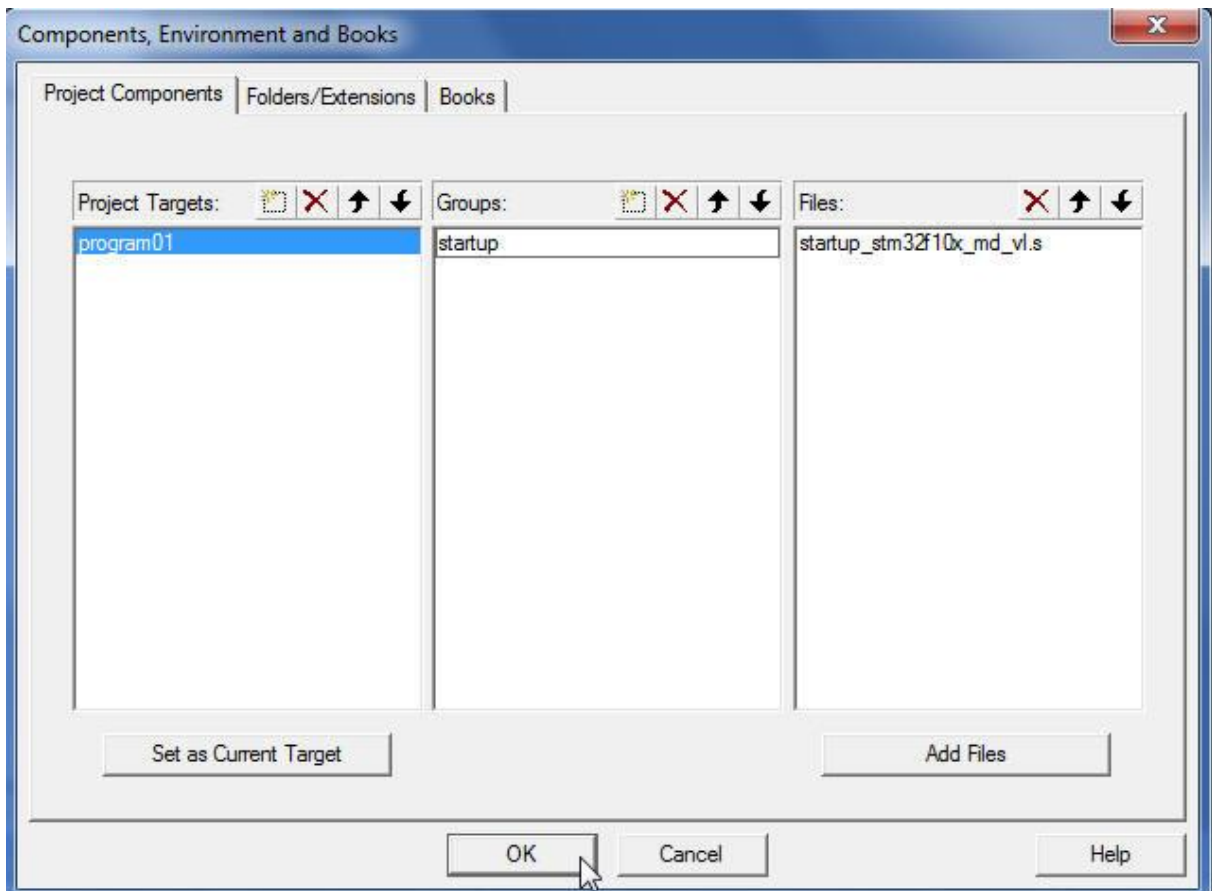 Components, Environment and Books
X
Project Components Folders/Extensions Books
Project Targets: Groups: Files:
program01 startup startup_stm32f10x_md_vl.s
Set as Current Target Add Files
OK Cancel Help